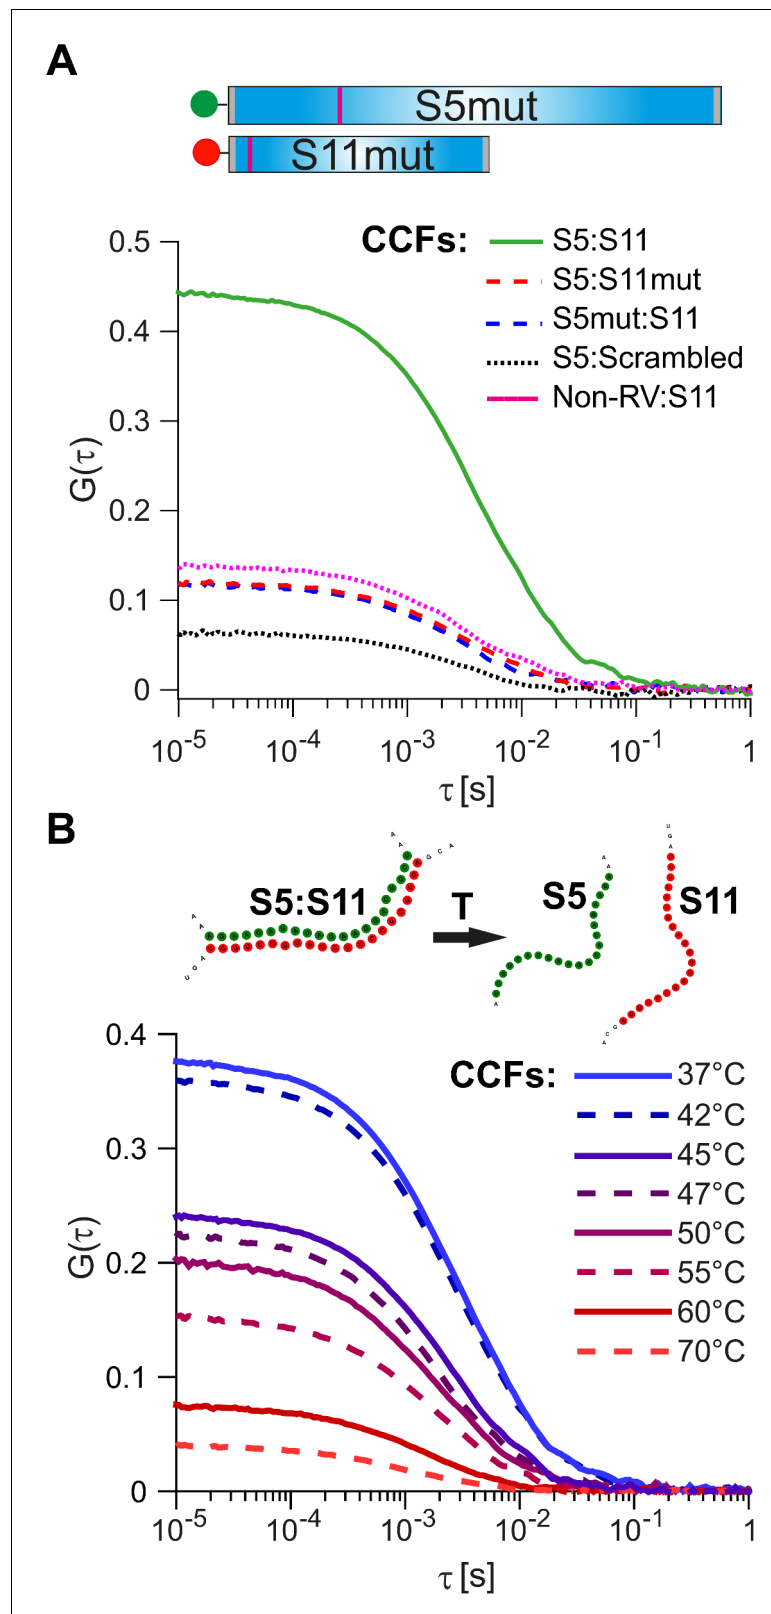 A
S5mut
S11mut
CCFs:
S5:S11
S5:S11mut
S5mut:S11
S5:Scrambled
Non-RV:S11
0.5
0.4
0.3
0.2
0.1
0
G(τ)
10-5 10-4 10-3 10-2 10-1 1
τ [s]
B
S5:S11
T
S5
S11
CCFs:
37°C
42°C
45°C
47°C
50°C
55°C
60°C
70°C
0.4
0.3
0.2
0.1
0
G(τ)
10-5 10-4 10-3 10-2 10-1 1
τ [s]